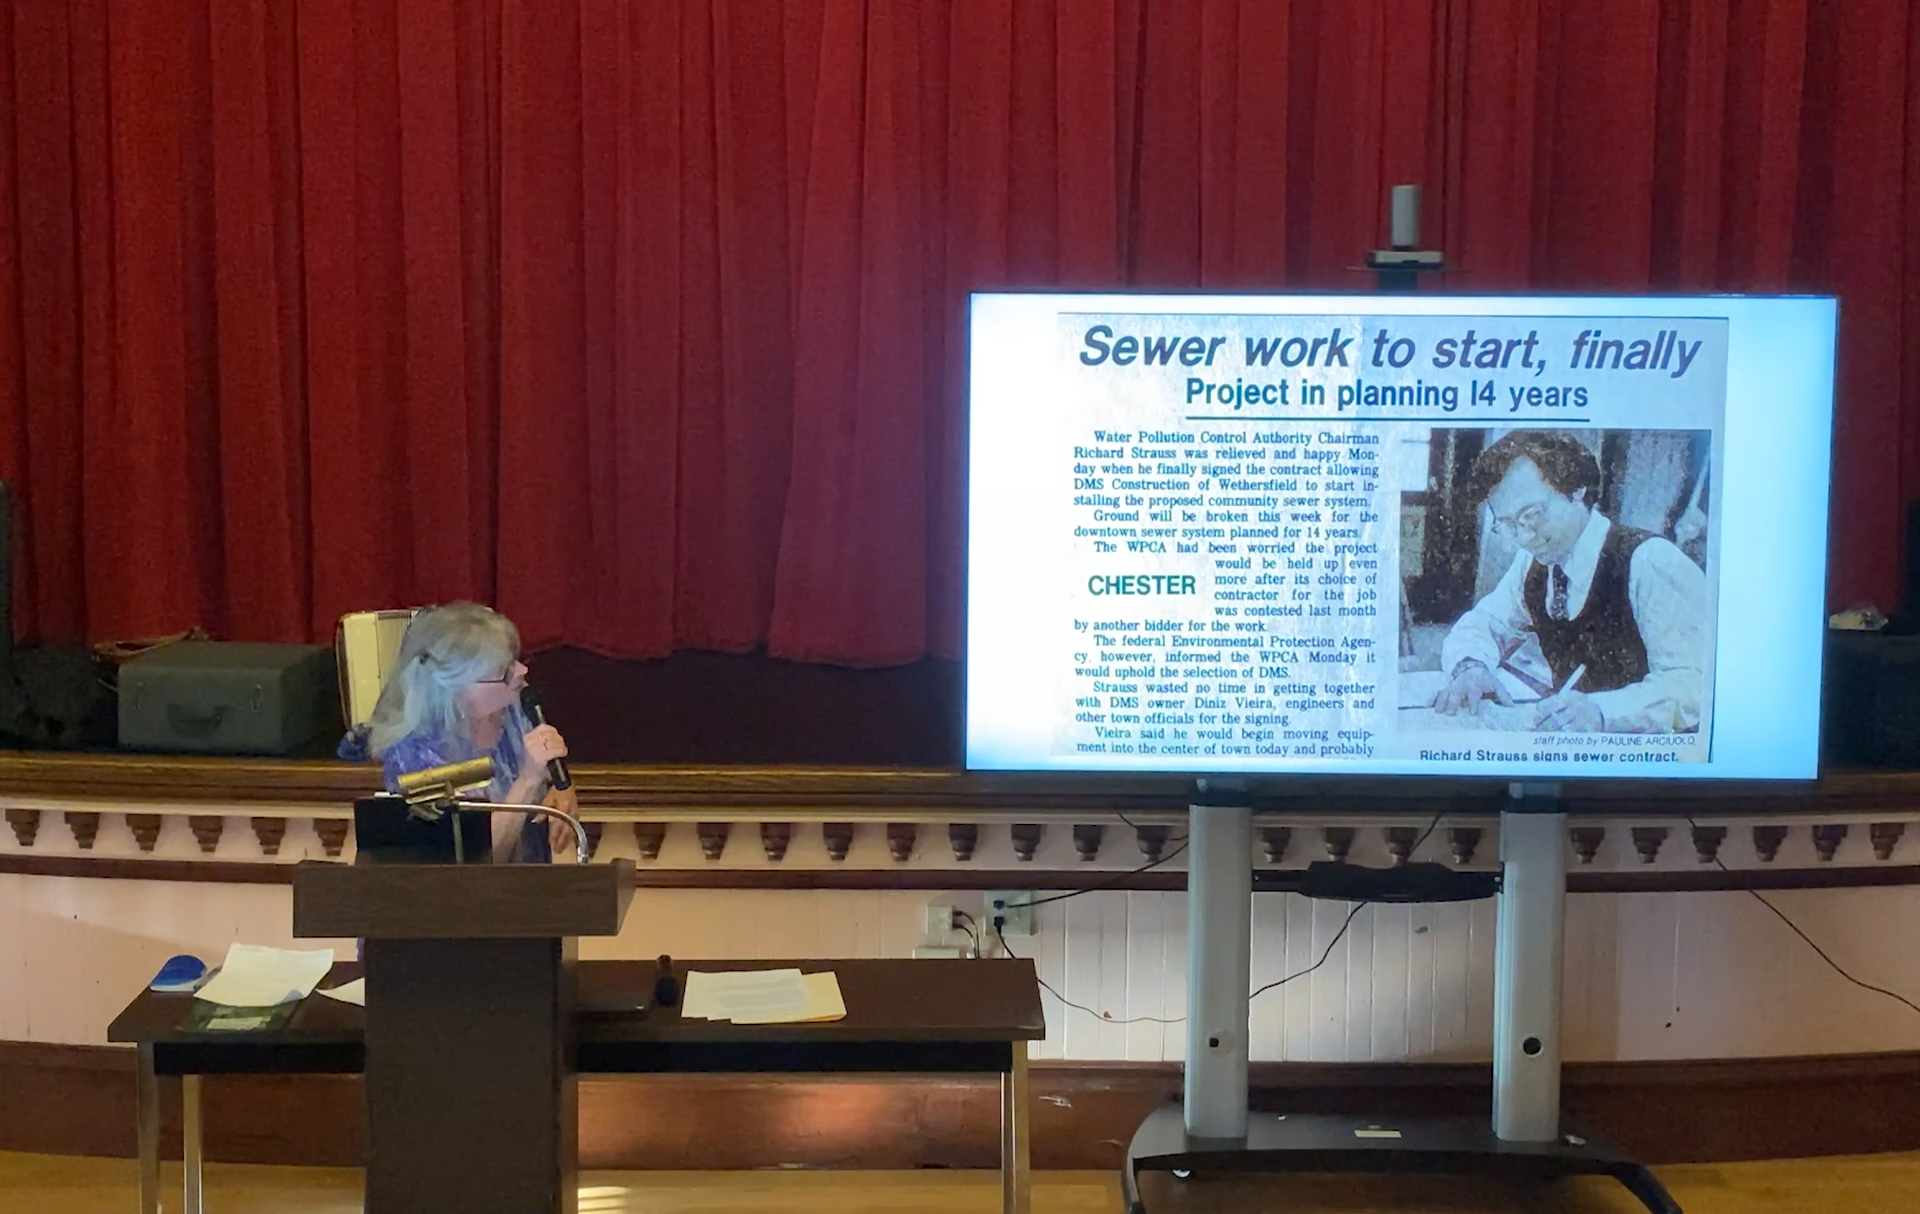 Sewer work to start, finally
Project in planning 14 years
Water Pollution Control Authority Chairman
Richard Strauss was relieved and happy Mon-
day when he finally signed the contract allowing
DMS Construction of Wethersfield to start in-
stalling the proposed community sewer system.
Ground will be broken this week for the
downtown sewer system planned for 14 years.
The WPCA had been worried the project
would be held up even
more after its choice of
contractor for the job
was contested last month
CHESTER
by another bidder for the work.
The federal Environmental Protection Agen-
cy, however, informed the WPCA Monday it
would uphold the selection of DMS.
Strauss wasted no time in getting together
with DMS owner Diniz Vieira, engineers and
other town officials for the signing.
Vieira said he would begin moving equip-
ment into the center of town today and probably
staff photo by PAULINE ARCIUOLO
Richard Strauss signs sewer contract.